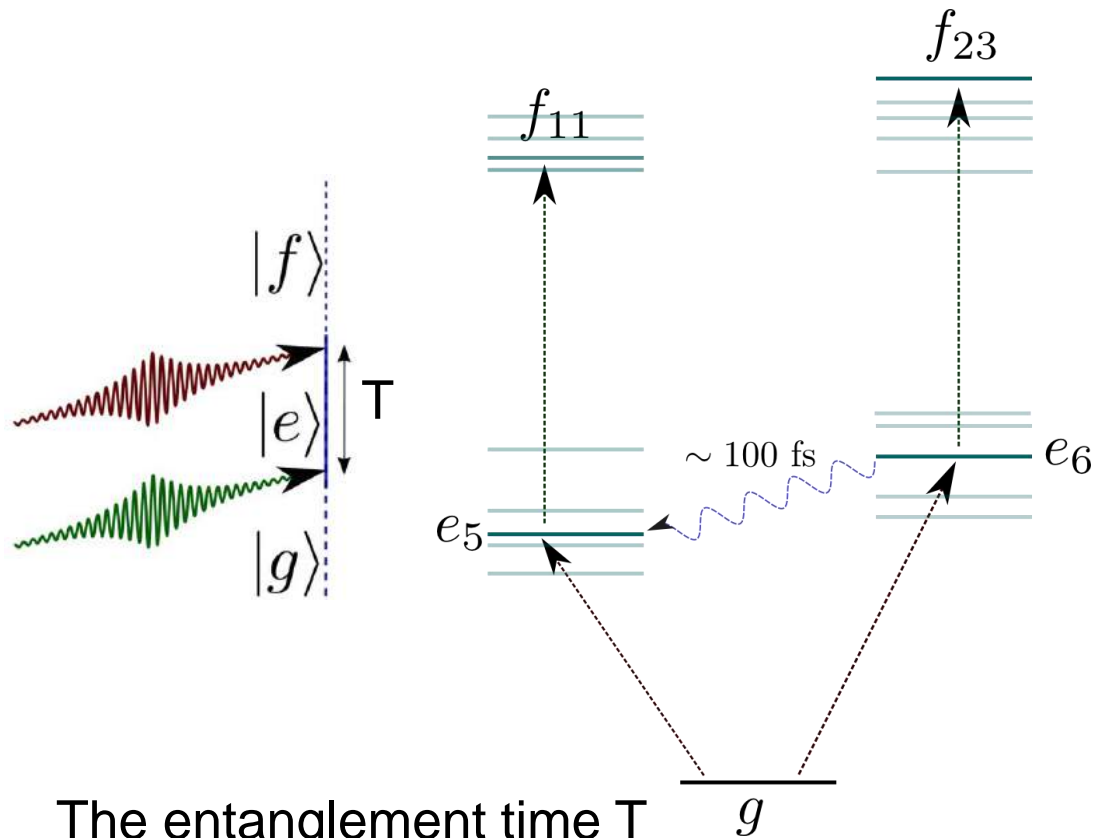 f₂₃
f₁₁
|f⟩
T
|e⟩
∼ 100 fs
e₆
e₅
|g⟩
The entanglement time T
g